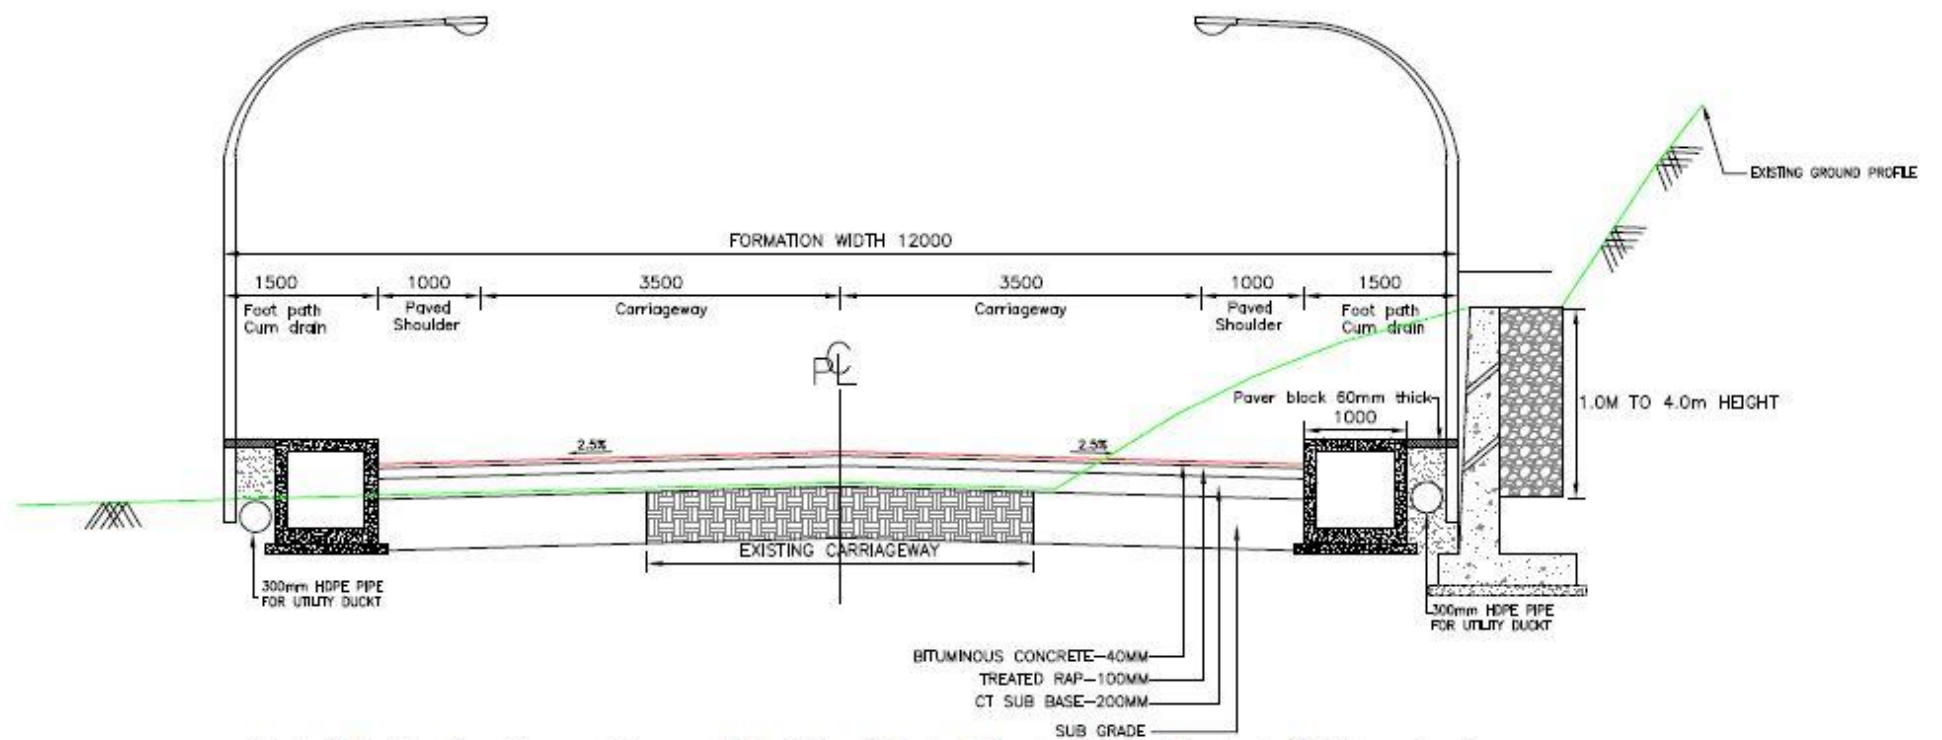 EXISTING GROUND PROFILE
FORMATION WIDTH 12000
1500 1000 3500 3500 1000 1500
Foot path Cum drain
Paved Shoulder
Carriageway
Carriageway
Paved Shoulder
Foot path Cum drain
PL
CL
Paver block 60mm thick
1000
1.0M TO 4.0m HEIGHT
2.5%
2.5%
EXISTING CARRIAGEWAY
300mm HDPE PIPE
FOR UTILITY DUCKT
300mm HDPE PIPE
FOR UTILITY DUCKT
BITUMINOUS CONCRETE-40MM
TREATED RAP-100MM
CT SUB BASE-200MM
SUB GRADE